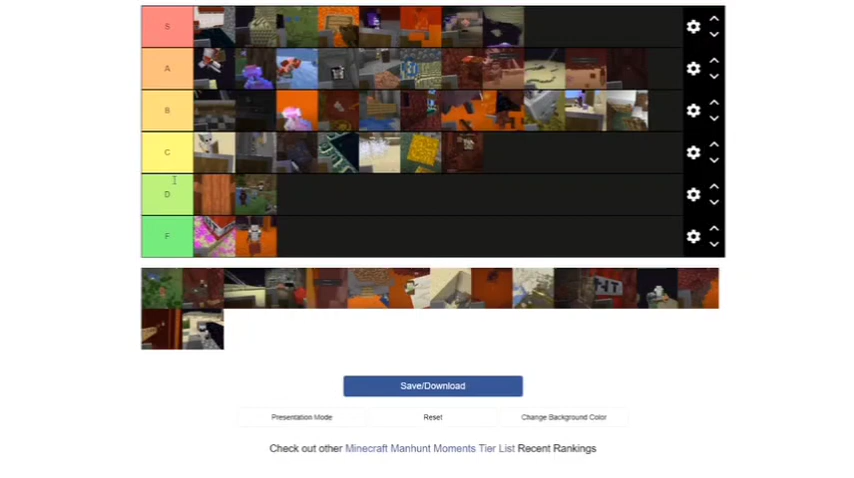 S
A
B
C
D
F
Save/Download
Presentation Mode
Reset
Change Background Color
Check out other Minecraft Manhunt Moments Tier List Recent Rankings